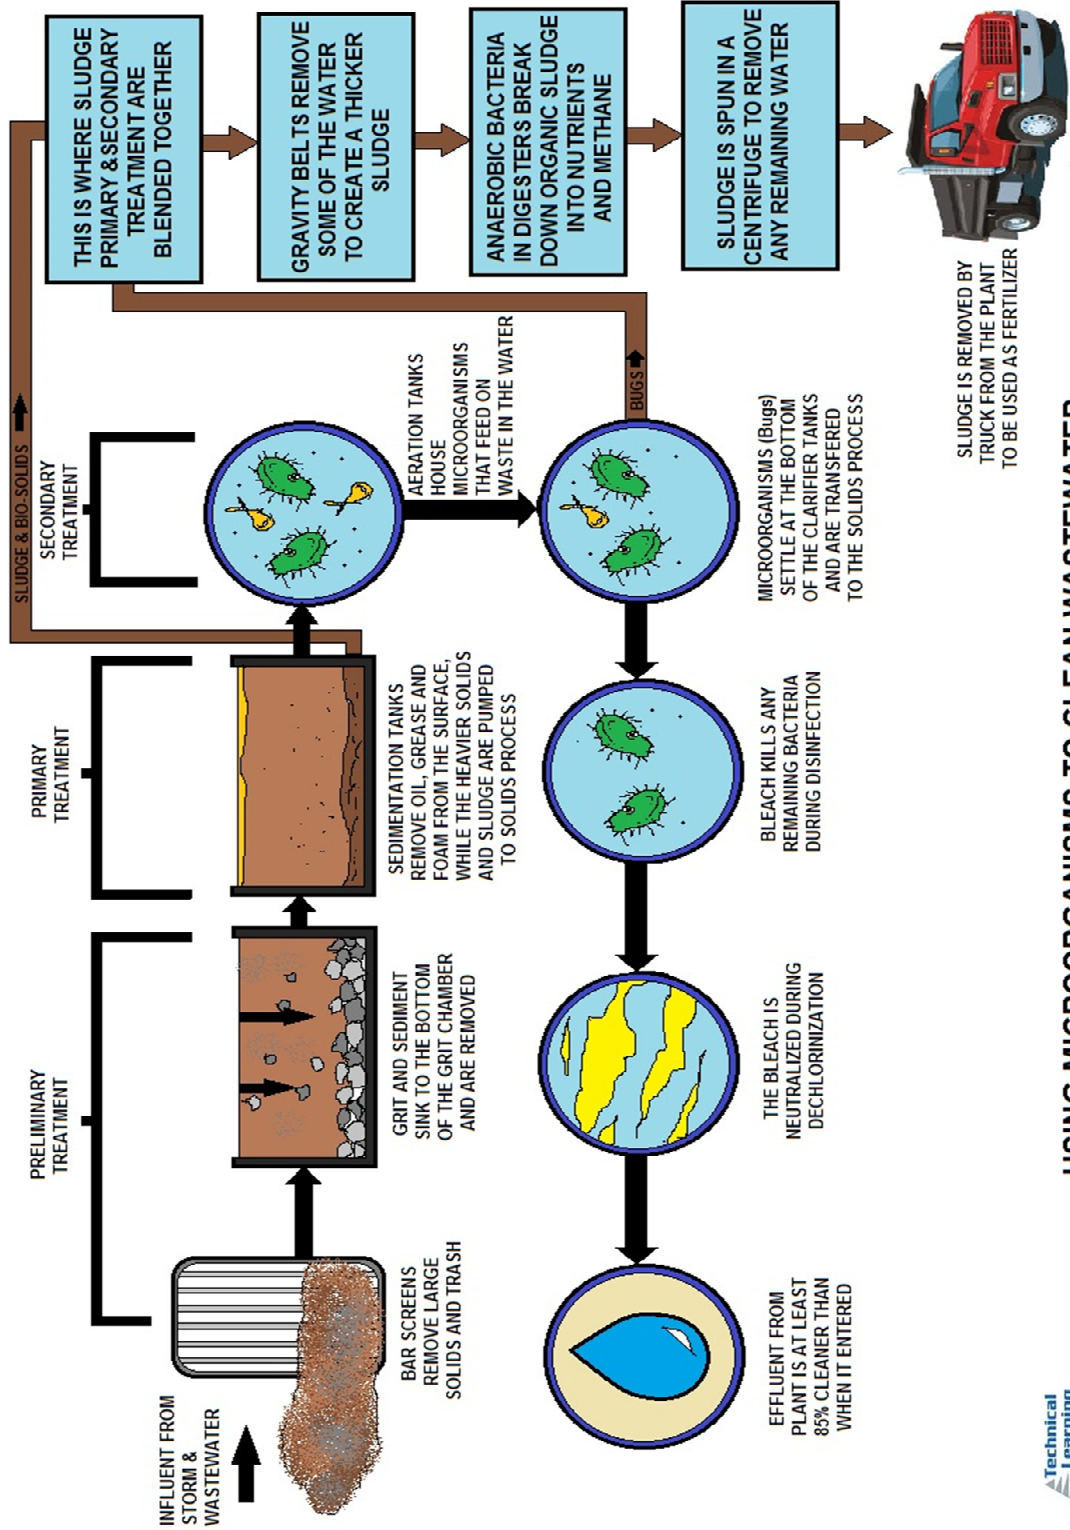 SLUDGE & BIO-SOLIDS
PRELIMINARY
TREATMENT
PRIMARY
TREATMENT
SECONDARY
TREATMENT
INFLUENT FROM
STORM &
WASTEWATER
BAR SCREENS
REMOVE LARGE
SOLIDS AND TRASH
GRIT AND SEDIMENT
SINK TO THE BOTTOM
OF THE GRIT CHAMBER
AND ARE REMOVED
SEDIMENTATION TANKS
REMOVE OIL, GREASE AND
FOAM FROM THE SURFACE,
WHILE THE HEAVIER SOLIDS
AND SLUDGE ARE PUMPED
TO SOLIDS PROCESS
AERATION TANKS
HOUSE
MICROORGANISMS
THAT FEED ON
WASTE IN THE WATER
BUGS
MICROORGANISMS (Bugs)
SETTLE AT THE BOTTOM
OF THE CLARIFIER TANKS
AND ARE TRANSFERED
TO THE SOLIDS PROCESS
BLEACH KILLS ANY
REMAINING BACTERIA
DURING DISINFECTION
THE BLEACH IS
NEUTRALIZED DURING
DECHLORINIZATION
EFFLUENT FROM
PLANT IS AT LEAST
85% CLEANER THAN
WHEN IT ENTERED
THIS IS WHERE SLUDGE
PRIMARY &SECONDARY
TREATMENT ARE
BLENDED TOGETHER
GRAVITY BELTS REMOVE
SOME OF THE WATER
TO CREATE A THICKER
SLUDGE
ANAEROBIC BACTERIA
IN DIGESTERS BREAK
DOWN ORGANIC SLUDGE
INTO NUTRIENTS
AND METHANE
SLUDGE IS SPUN IN A
CENTRIFUGE TO REMOVE
ANY REMAINING WATER
SLUDGE IS REMOVED BY
TRUCK FROM THE PLANT
TO BE USED AS FERTILIZER
USING MICROORGANISMS TO CLEAN WASTEWATER
Technical
Learning